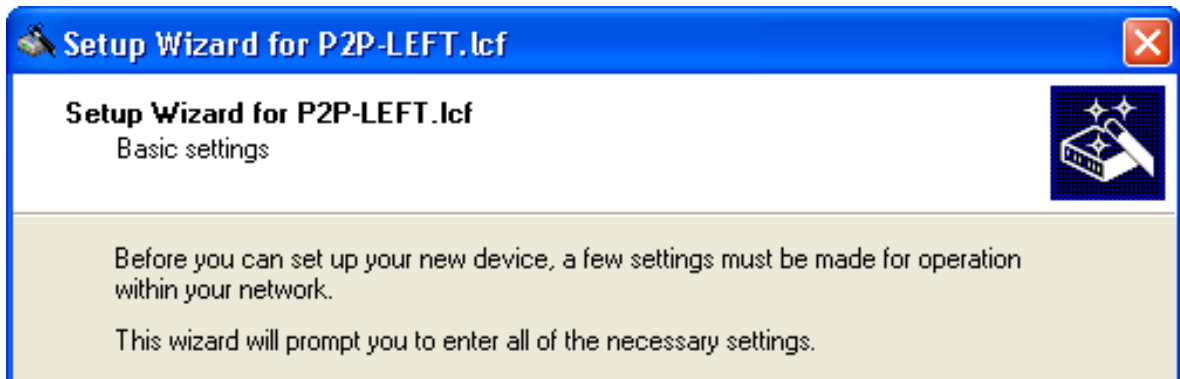 Setup Wizard for P2P-LEFT.lcf
Setup Wizard for P2P-LEFT.lcf
Basic settings
Before you can set up your new device, a few settings must be made for operation
within your network.
This wizard will prompt you to enter all of the necessary settings.